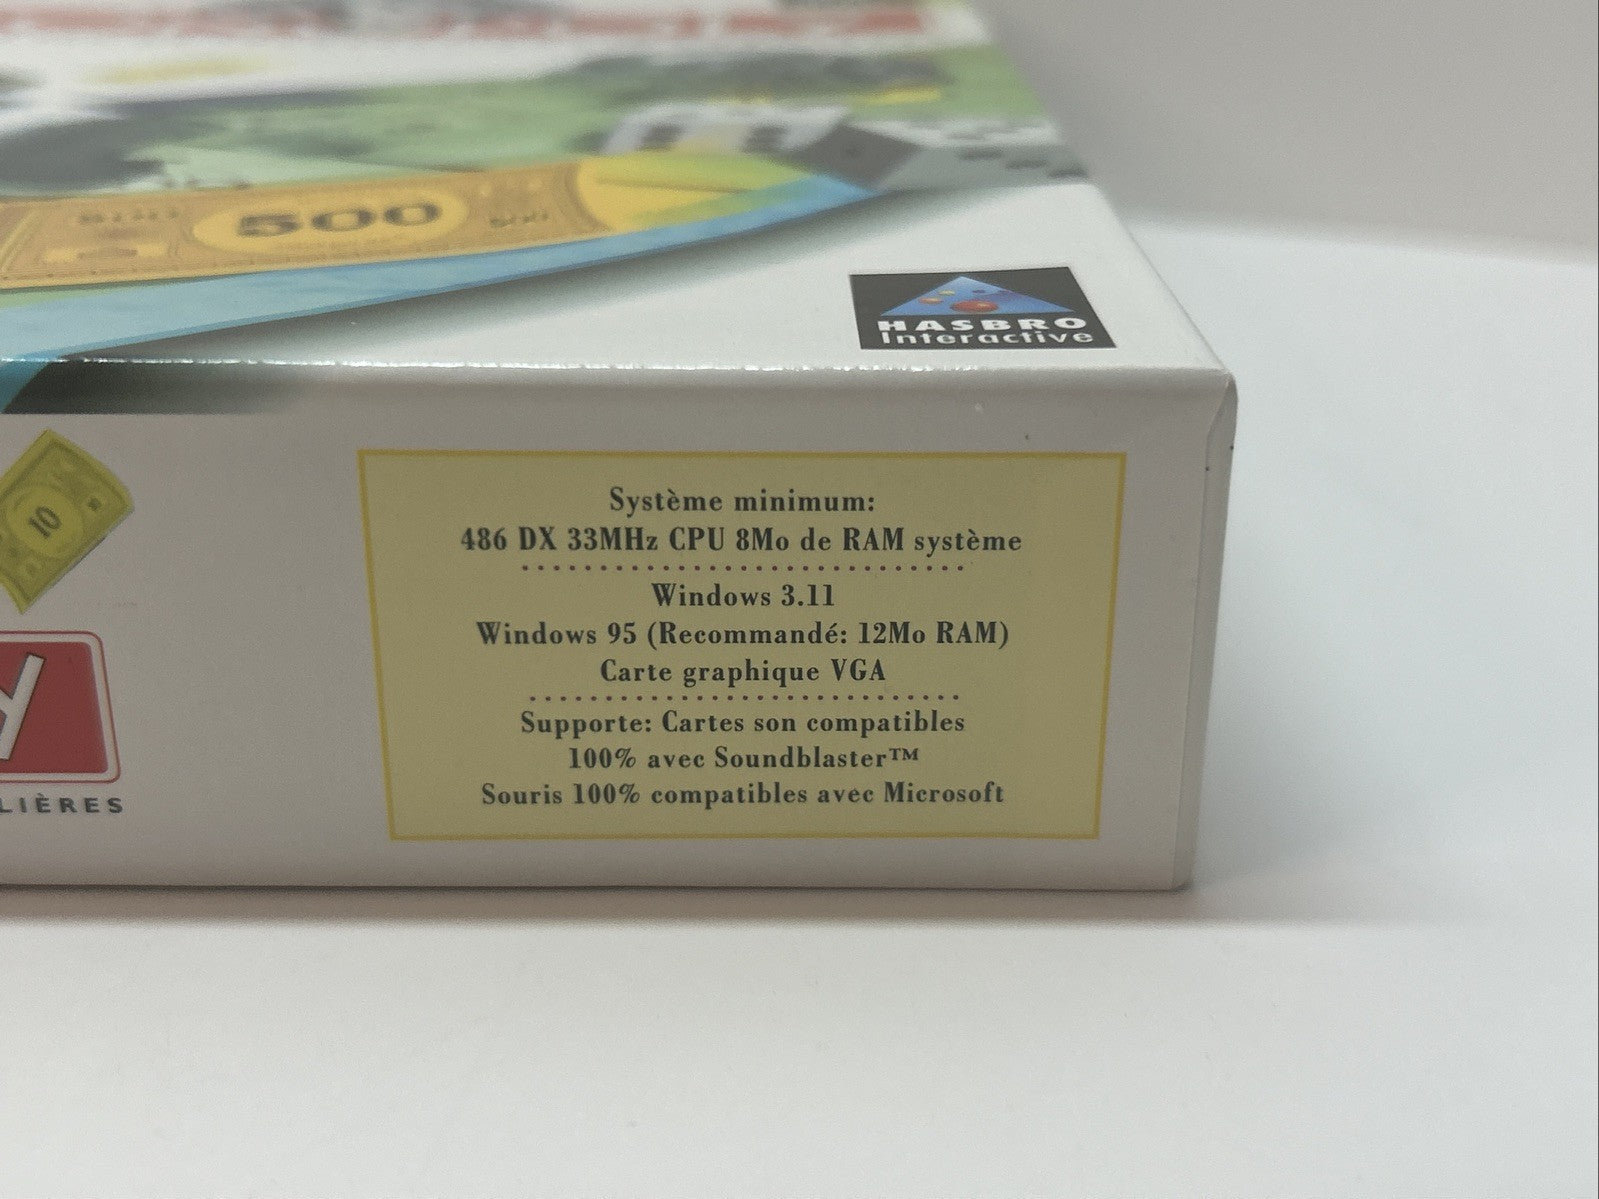 500
HASBRO
Interactive
10
Système minimum:
486 DX 33MHz CPU 8Mo de RAM système
Windows 3.11
Windows 95 (Recommandé: 12Mo RAM)
Carte graphique VGA
Supporte: Cartes son compatibles
100% avec Soundblaster™
Souris 100% compatibles avec Microsoft
Y
LIÈRES